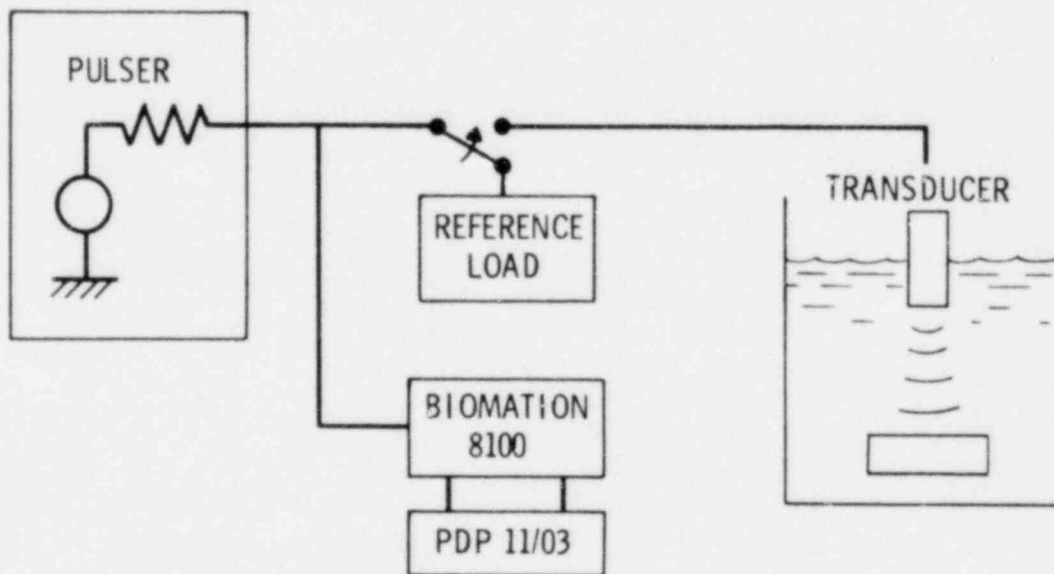 PULSER
TRANSDUCER
REFERENCE
LOAD
BIOMATION
8100
PDP 11/03